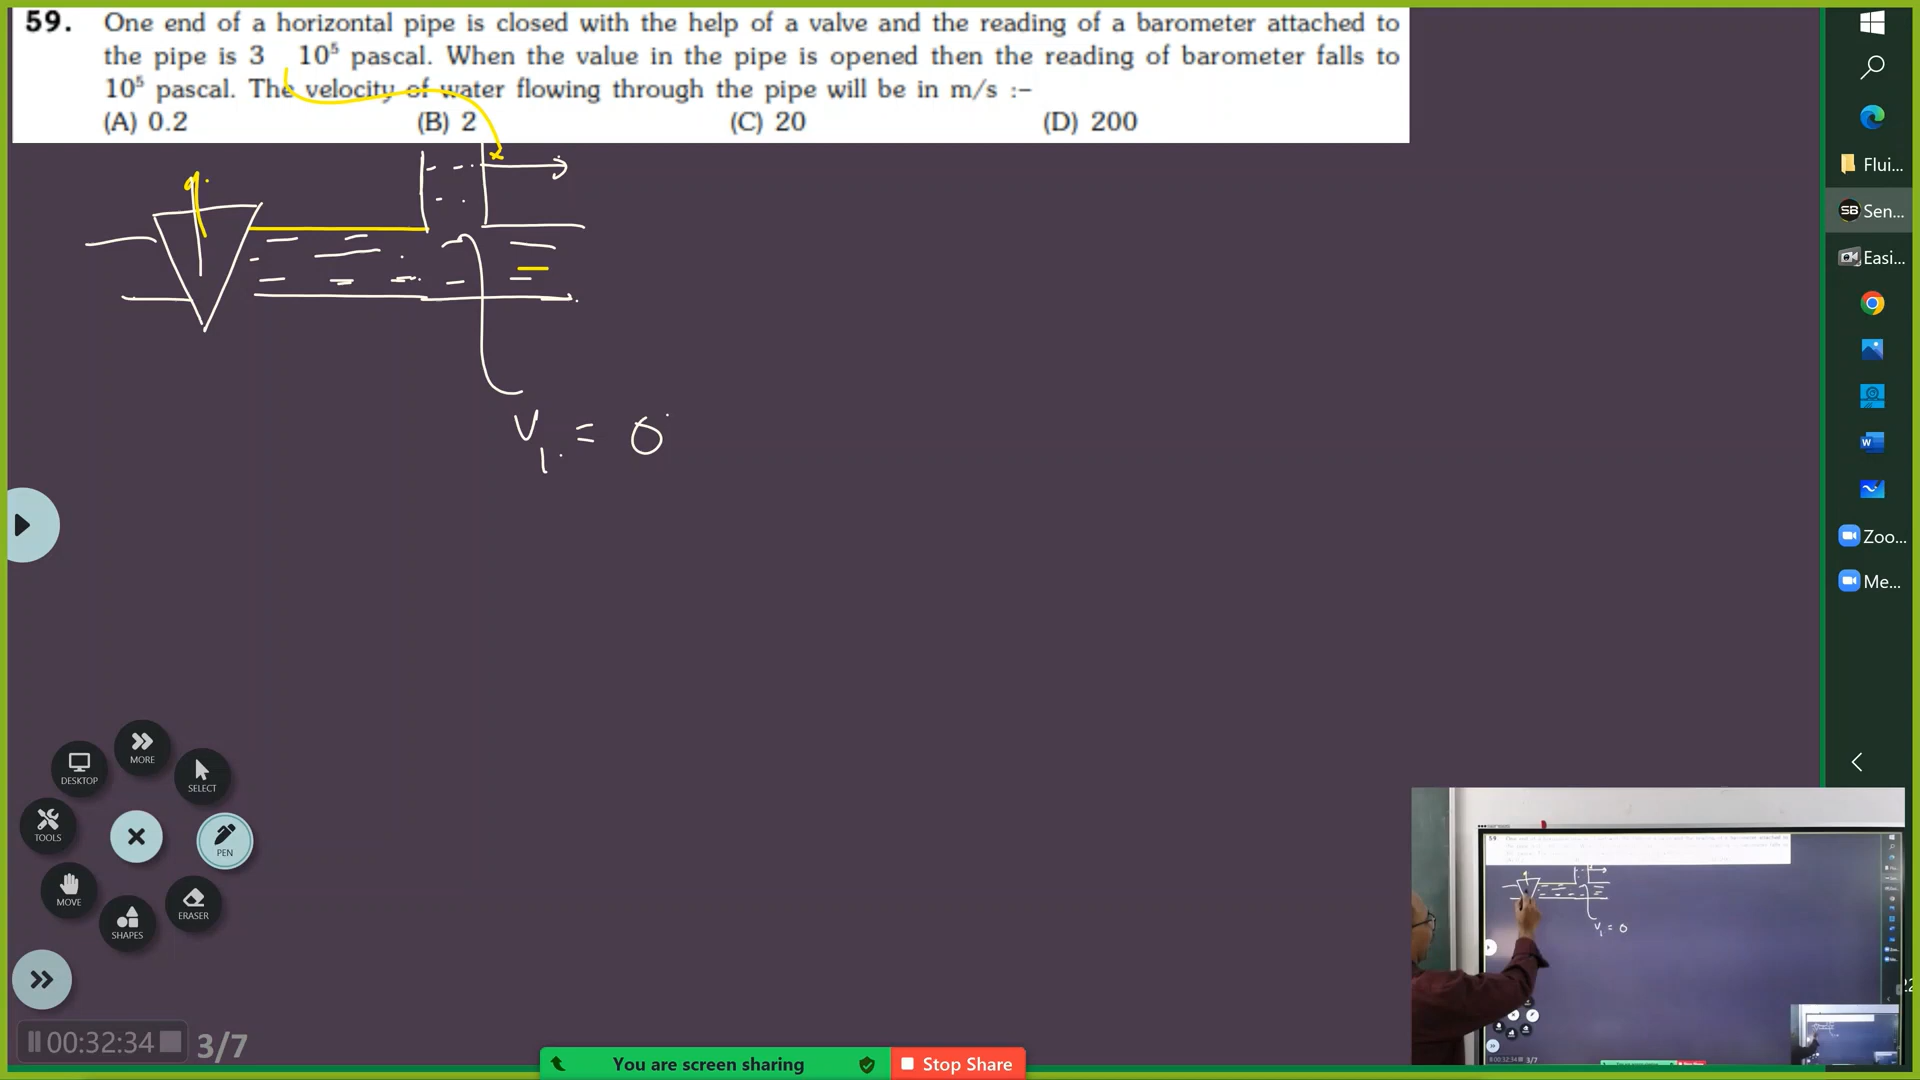 59. One end of a horizontal pipe is closed with the help of a valve and the reading of a barometer attached to
the pipe is 3 10⁵ pascal. When the value in the pipe is opened then the reading of barometer falls to
10⁵ pascal. The velocity of water flowing through the pipe will be in m/s :–
(A) 0.2 (B) 2 (C) 20 (D) 200
V₁ = 0
Flui...
SB Sen...
Easi...
Zoo...
Me...
MORE
DESKTOP
SELECT
TOOLS
PEN
MOVE
ERASER
SHAPES
00:32:34 3/7
You are screen sharing Stop Share